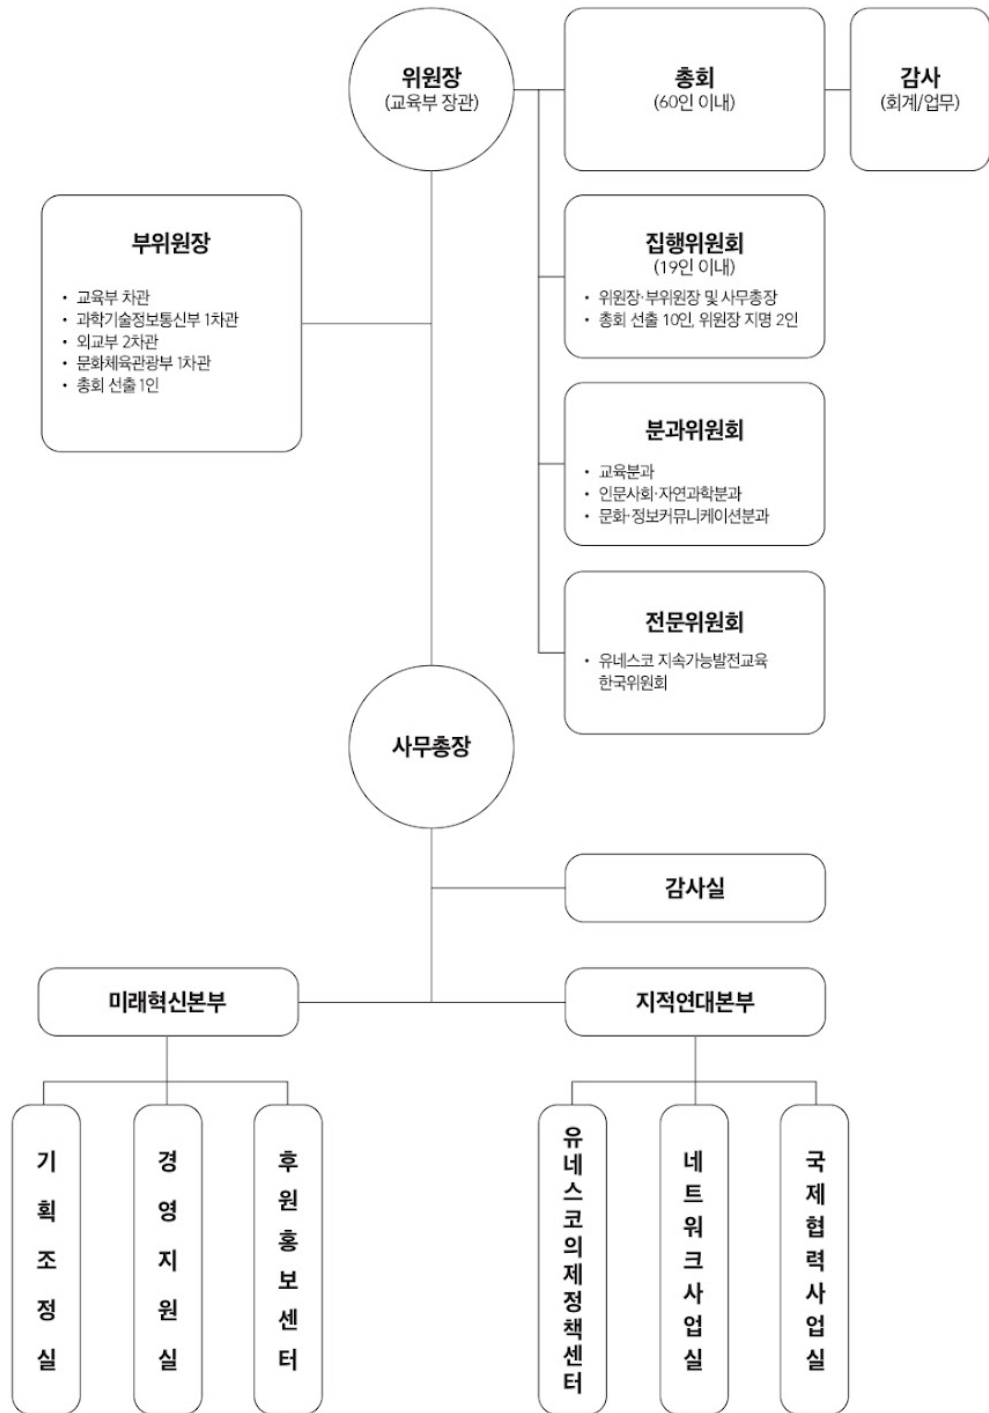 위원장
(교육부 장관)
총회
(60인 이내)
감사
(회계/업무)
부위원장
• 교육부 차관
• 과학기술정보통신부 1차관
• 외교부 2차관
• 문화체육관광부 1차관
• 총회 선출 1인
집행위원회
(19인 이내)
• 위원장·부위원장 및 사무총장
• 총회 선출 10인, 위원장 지명 2인
분과위원회
• 교육분과
• 인문사회·자연과학분과
• 문화·정보커뮤니케이션분과
전문위원회
• 유네스코 지속가능발전교육
한국위원회
사무총장
감사실
미래혁신본부
지적연대본부
기획조정실
경영지원실
후원홍보센터
유네스코의제정책센터
네트워크사업실
국제협력사업실